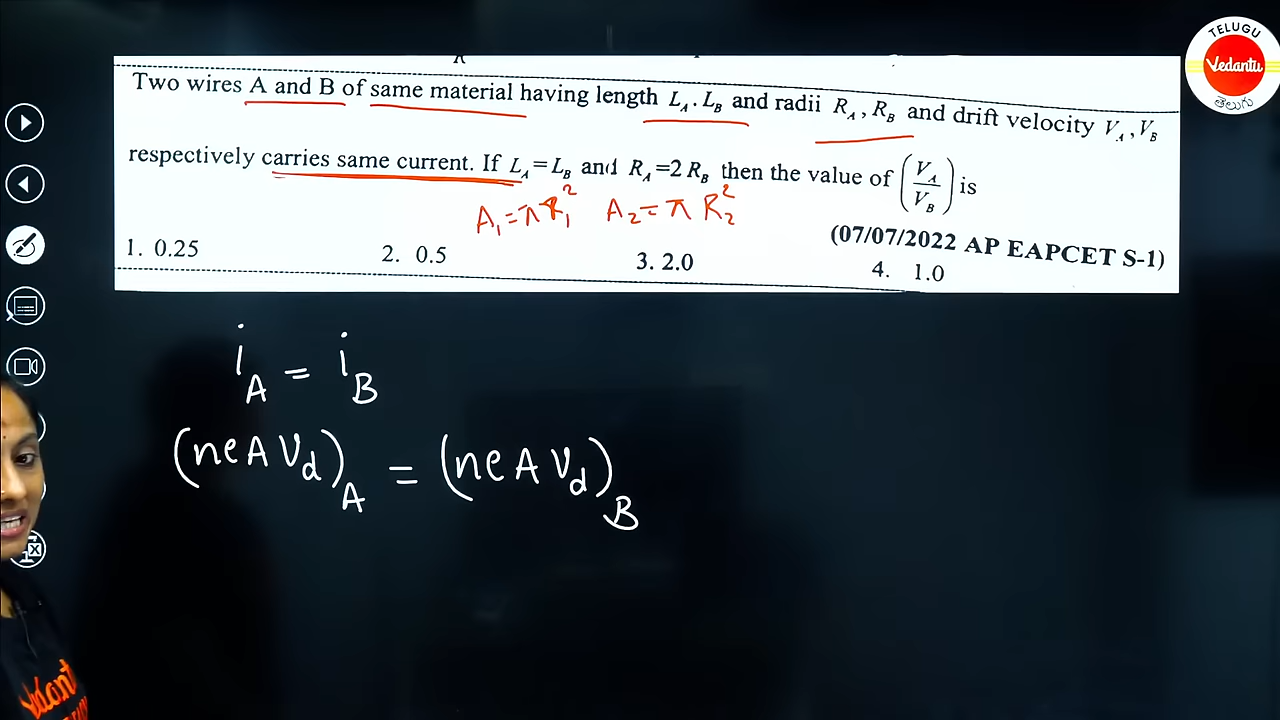 TELUGU
Vedantu
తెలుగు
Two wires A and B of same material having length L_A . L_B and radii R_A , R_B and drift velocity V_A , V_B
respectively carries same current. If L_A = L_B and R_A = 2 R_B then the value of (V_A / V_B) is
A₁ = πR₁² A₂ = πR₂²
(07/07/2022 AP EAPCET S-1)
1. 0.25 2. 0.5 3. 2.0 4. 1.0
i_A = i_B
(neAV_d)_A = (neAV_d)_B
Vedant